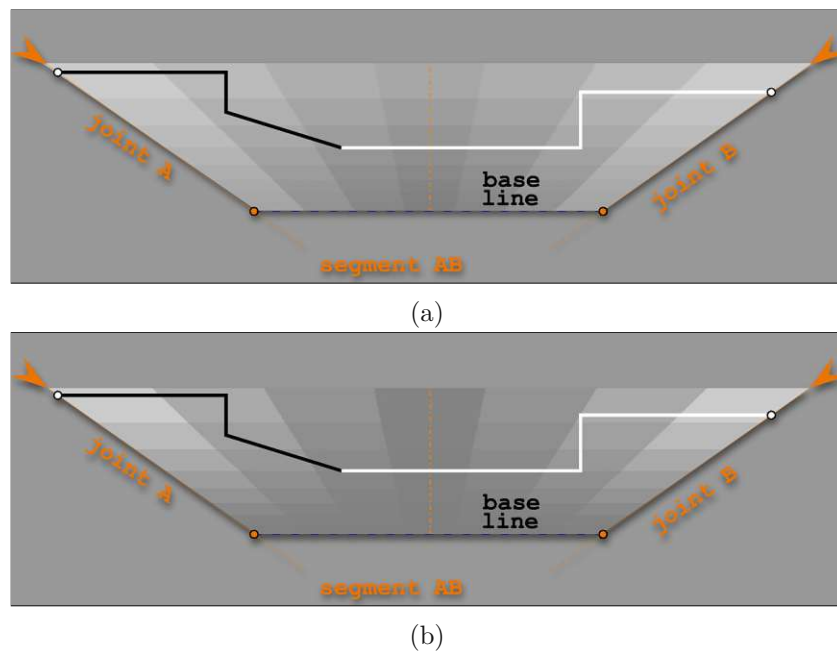 joint A
joint B
base
line
segment AB
(a)
joint A
joint B
base
line
segment AB
(b)